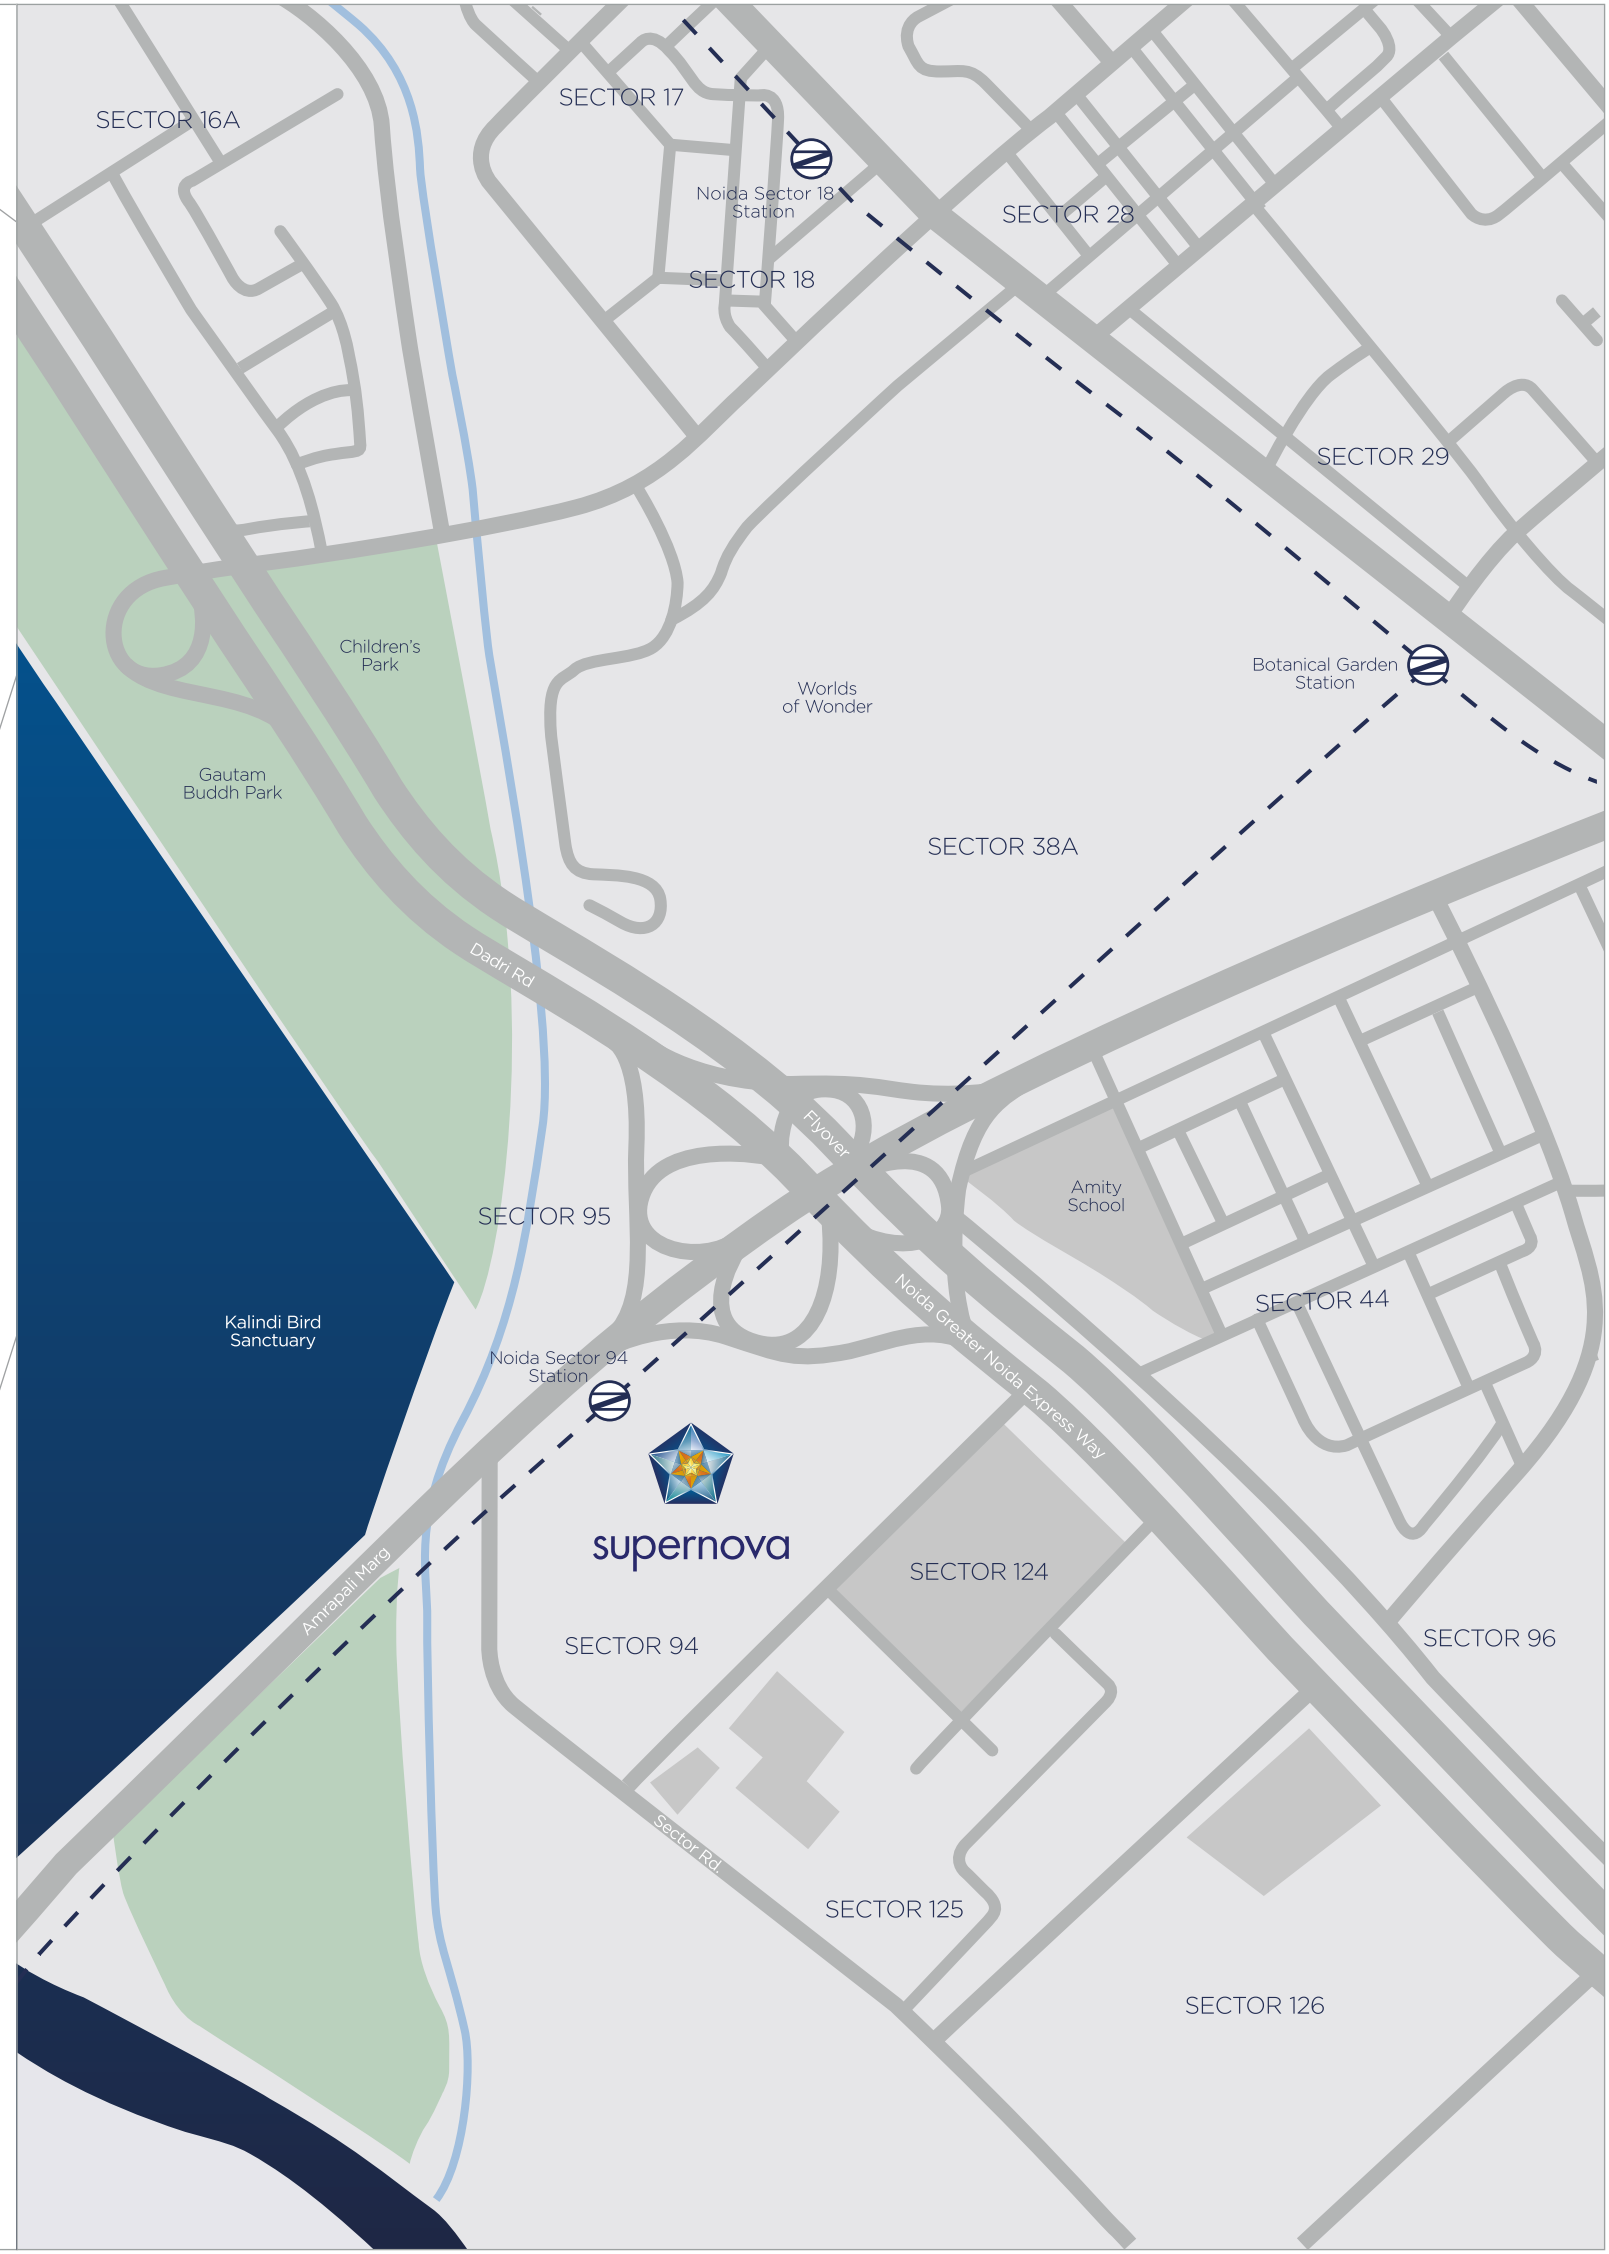 SECTOR 17
SECTOR 16A
Noida Sector 18
Station
SECTOR 28
SECTOR 18
SECTOR 29
Children’s
Park
Botanical Garden
Station
Worlds
of Wonder
Gautam
Buddh Park
SECTOR 38A
Dadri Rd
Flyover
Amity
School
SECTOR 95
SECTOR 44
Kalindi Bird
Sanctuary
Noida Greater Noida Express Way
Noida Sector 94
Station
supernova
Amrapali Marg
SECTOR 124
SECTOR 94
SECTOR 96
Sector Rd.
SECTOR 125
SECTOR 126